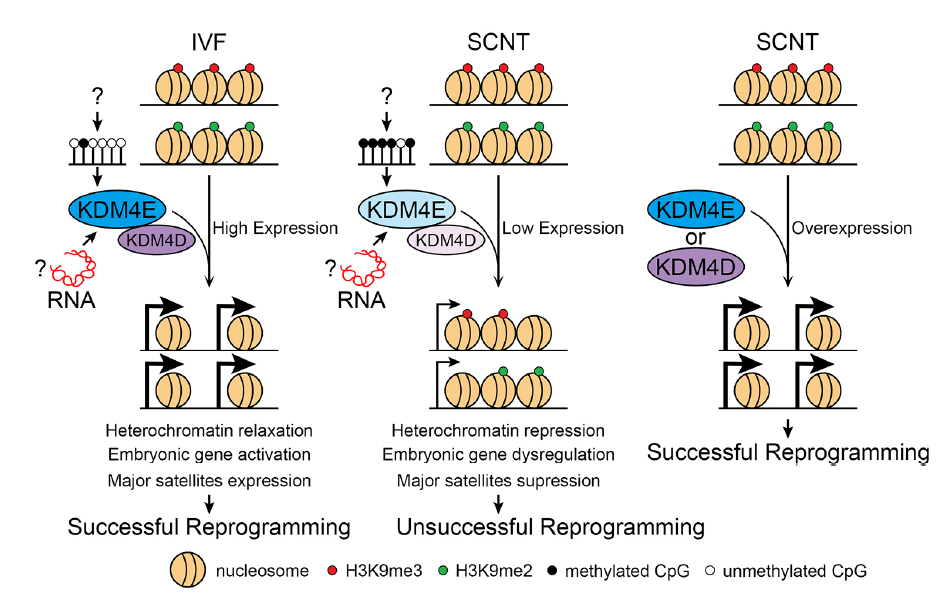 IVF
?
KDM4E
KDM4D
High Expression
?
RNA
Heterochromatin relaxation
Embryonic gene activation
Major satellites expression
Successful Reprogramming
SCNT
?
KDM4E
KDM4D
Low Expression
?
RNA
Heterochromatin repression
Embryonic gene dysregulation
Major satellites supression
Unsuccessful Reprogramming
SCNT
KDM4E
or
KDM4D
Overexpression
Successful Reprogramming
nucleosome
H3K9me3
H3K9me2
methylated CpG
unmethylated CpG